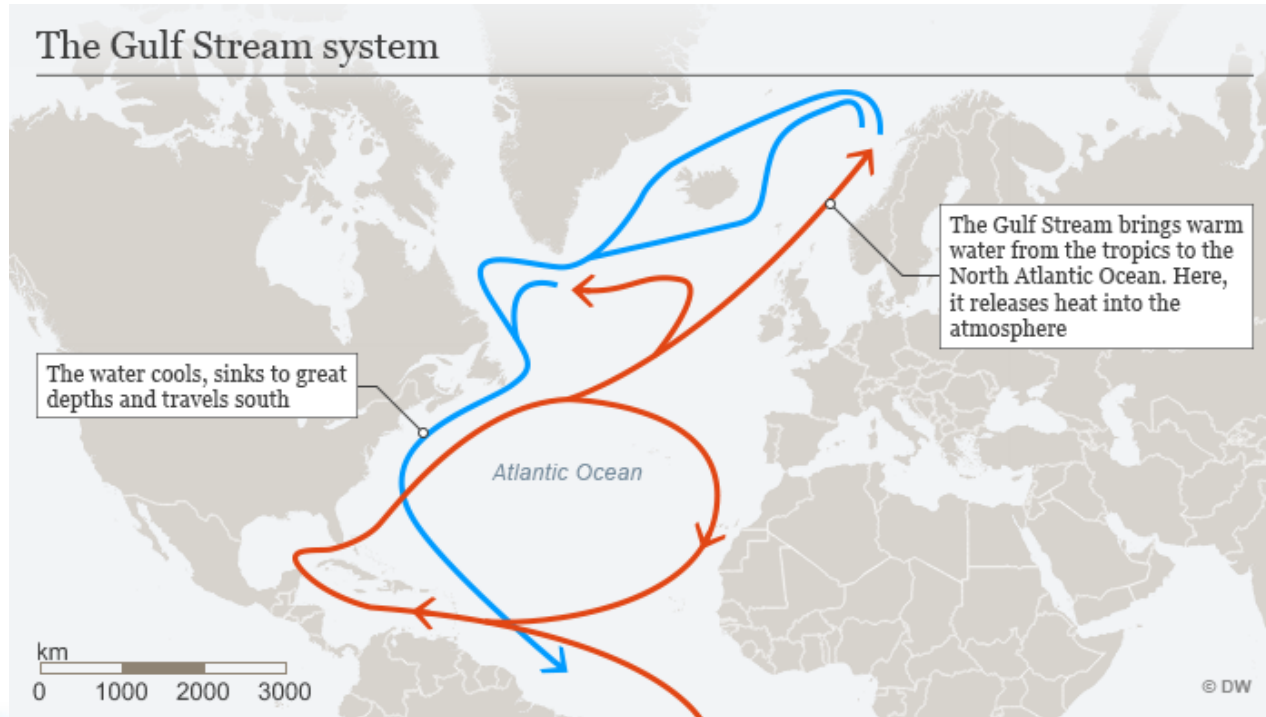 The Gulf Stream system
The Gulf Stream brings warm
water from the tropics to the
North Atlantic Ocean. Here,
it releases heat into the
atmosphere
The water cools, sinks to great
depths and travels south
Atlantic Ocean
km
0 1000 2000 3000
© DW